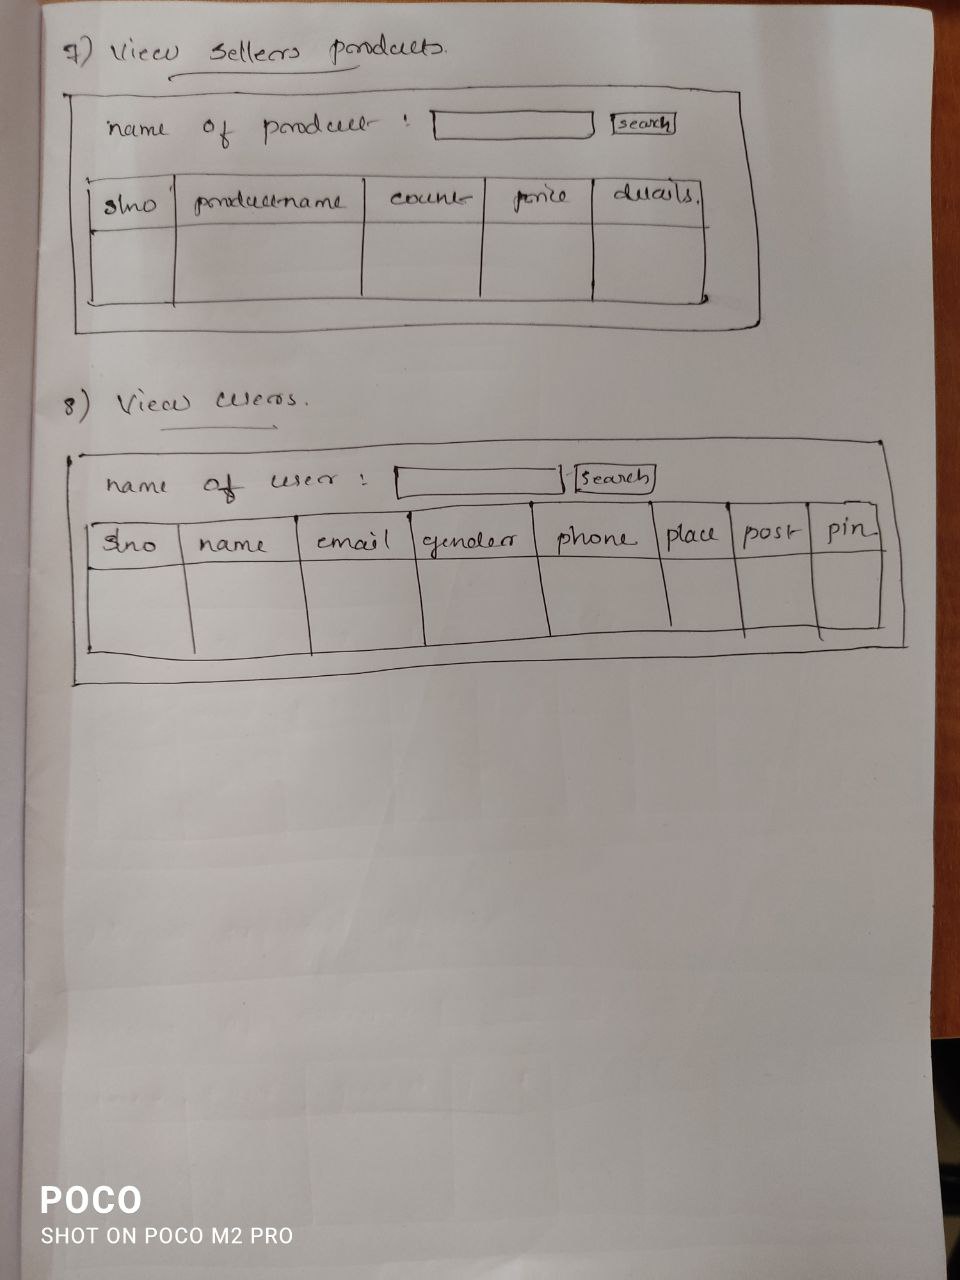 7) View Sellers products.
name of product : search
slno productname count price details.
8) View users.
name of user : search
slno name email gender phone place post pin
POCO
SHOT ON POCO M2 PRO